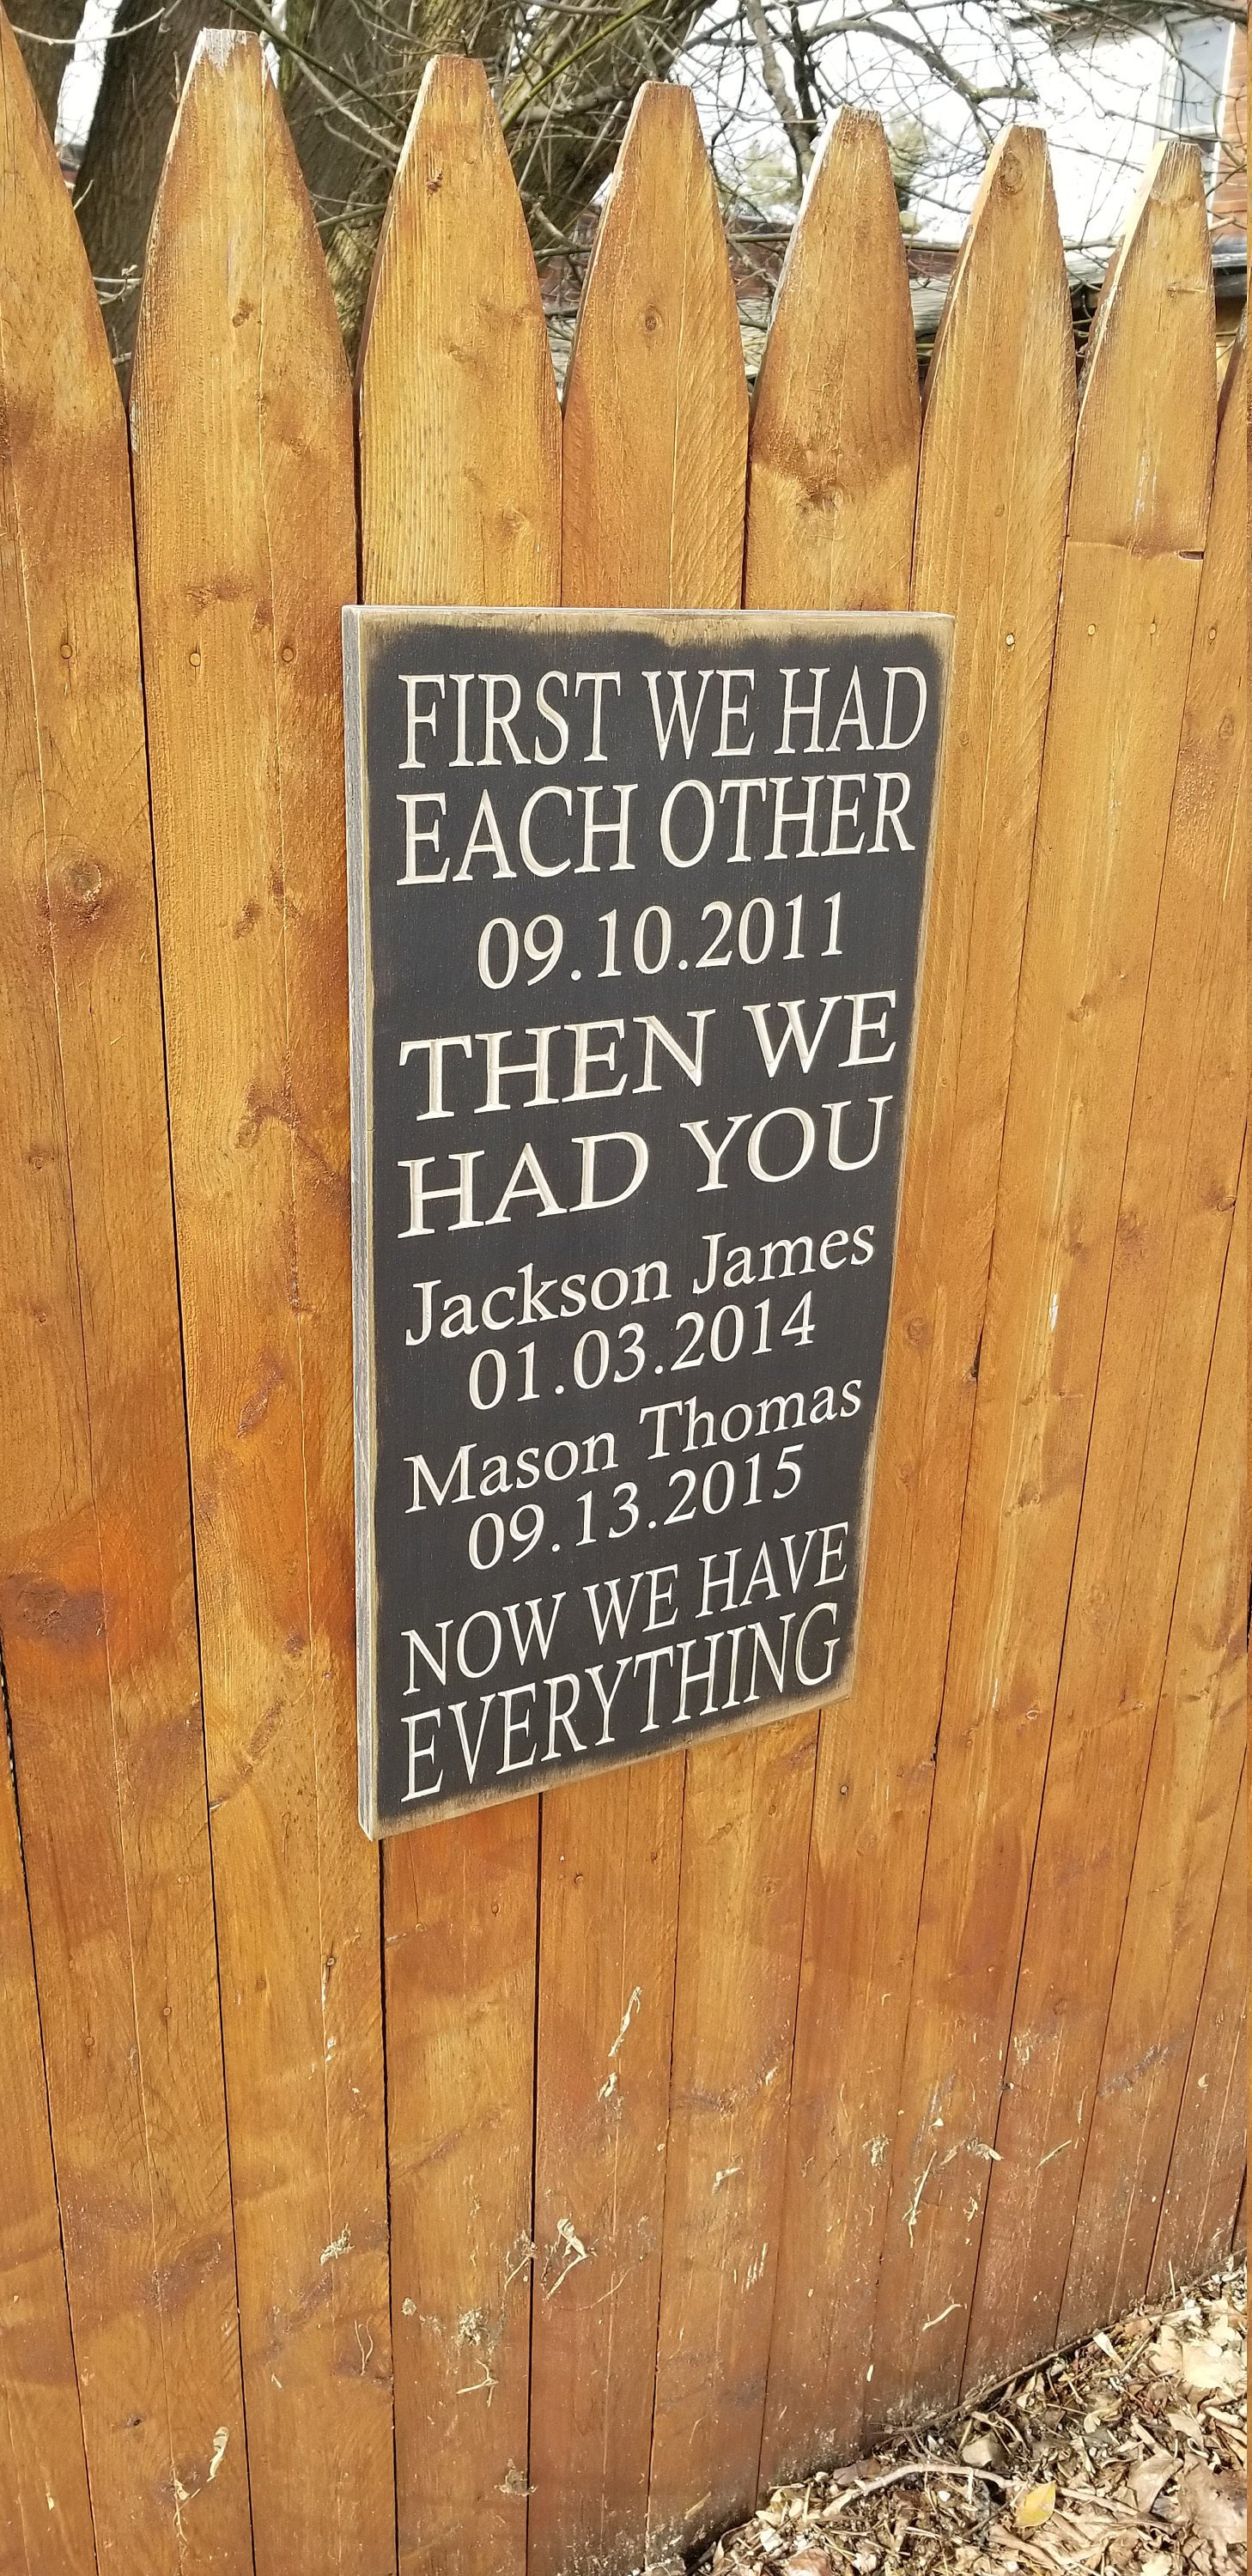 FIRST WE HAD
EACH OTHER
09.10.2011
THEN WE
HAD YOU
Jackson James
01.03.2014
Mason Thomas
09.13.2015
NOW WE HAVE
EVERYTHING